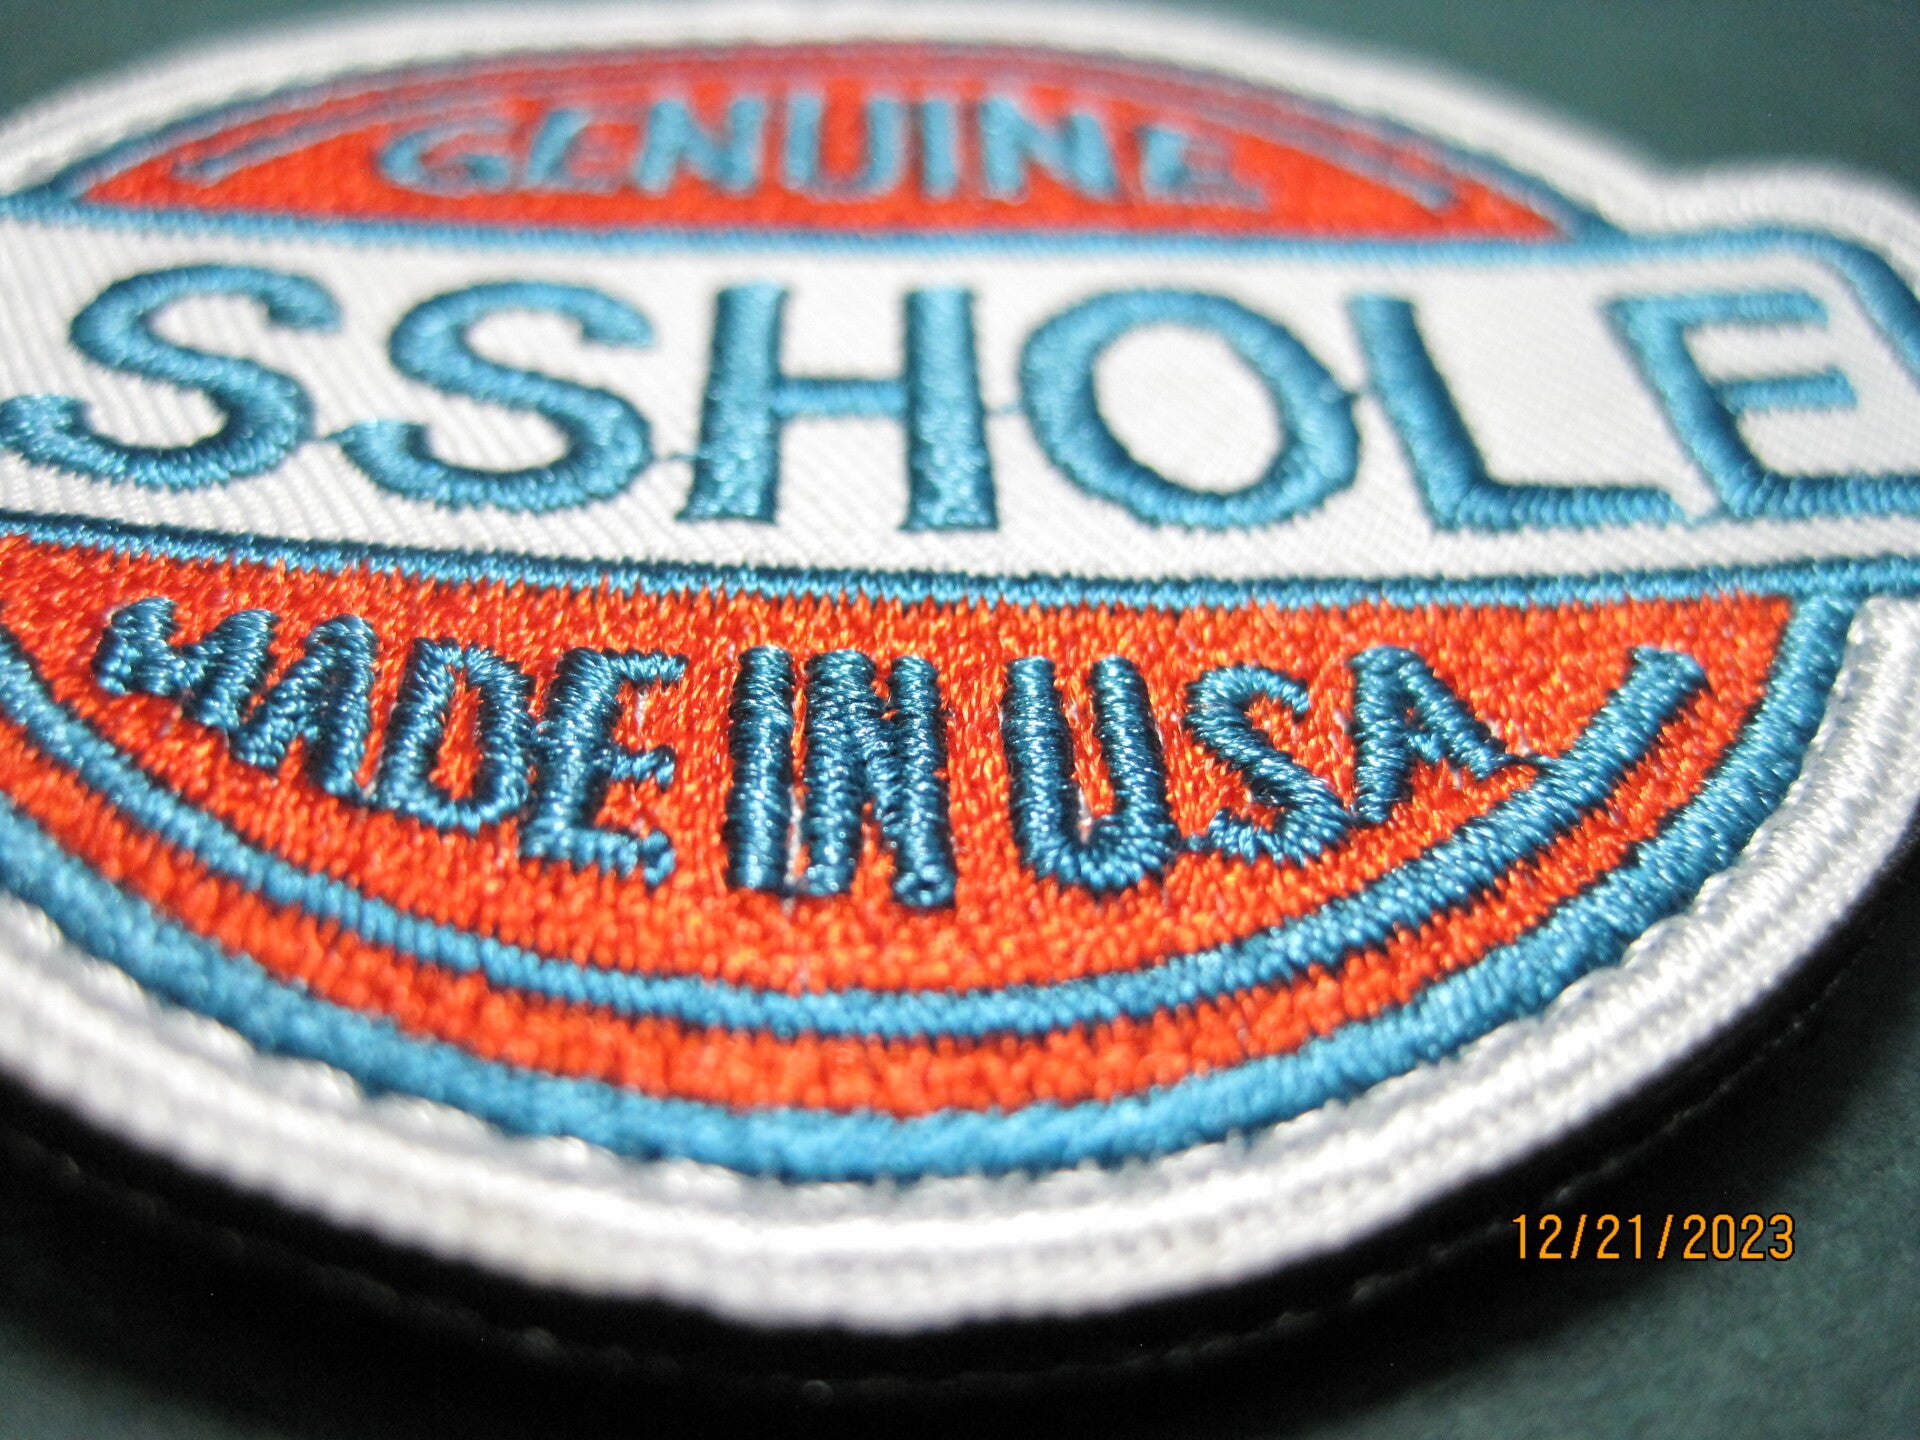 GENUINE
SSHOLE
MADE IN USA
12/21/2023